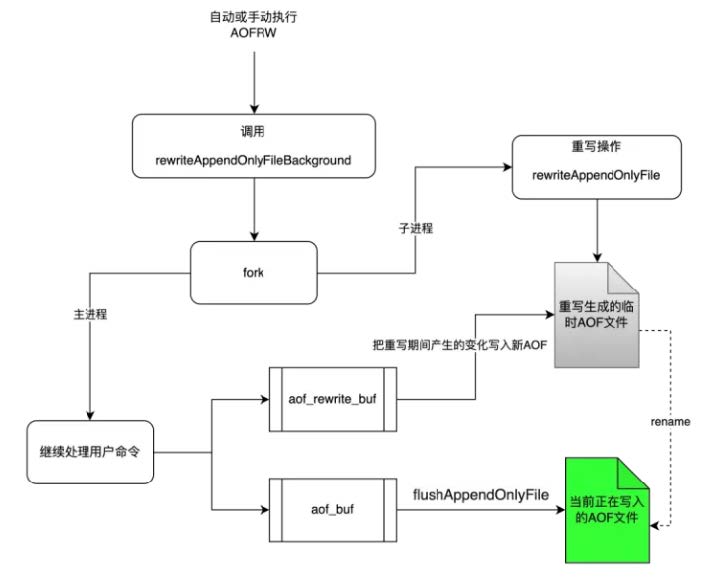 自动或手动执行
AOFRW
调用
rewriteAppendOnlyFileBackground
重写操作
rewriteAppendOnlyFile
子进程
fork
主进程
重写生成的临
时AOF文件
把重写期间产生的变化写入新AOF
aof_rewrite_buf
rename
继续处理用户命令
flushAppendOnlyFile
aof_buf
当前正在写入
的AOF文件